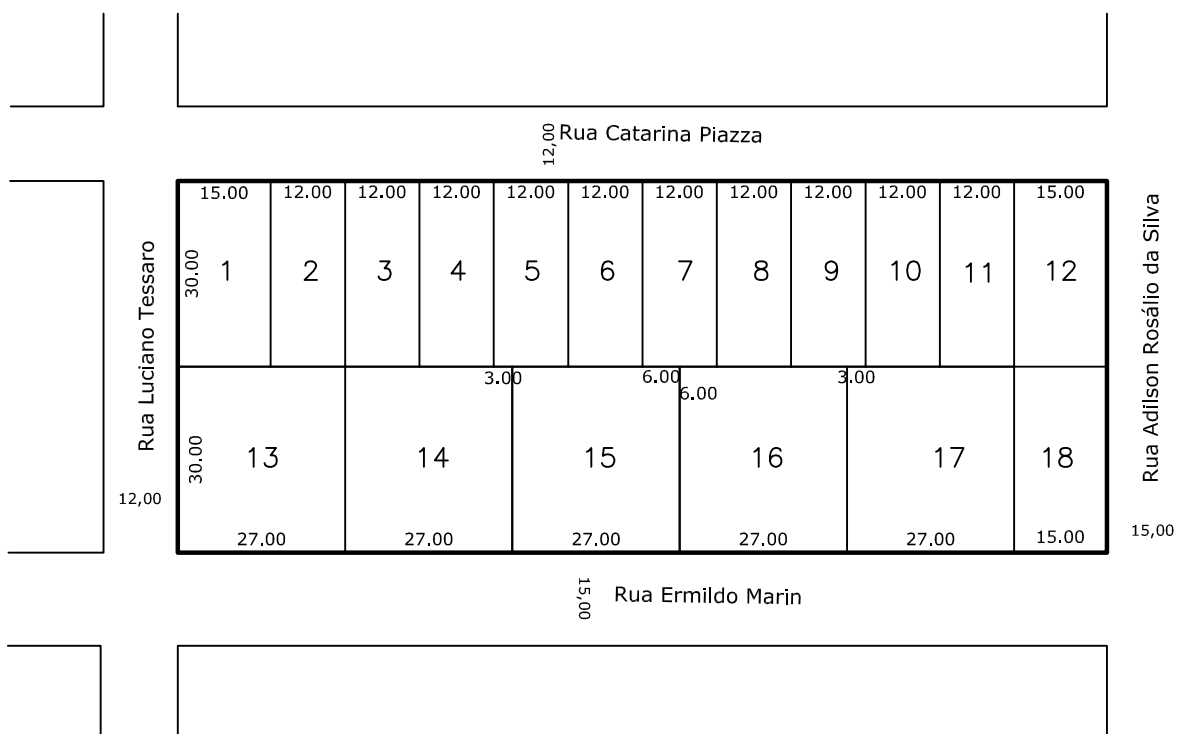 12,00
Rua Catarina Piazza
15.00 12.00 12.00 12.00 12.00 12.00 12.00 12.00 12.00 12.00 12.00 15.00
Rua Luciano Tessaro
30.00
1 2 3 4 5 6 7 8 9 10 11 12
Rua Adilson Rosálio da Silva
3.00 6.00 3.00
6.00
30.00
13 14 15 16 17 18
12,00
27.00 27.00 27.00 27.00 27.00 15.00
15,00
15,00
Rua Ermildo Marin